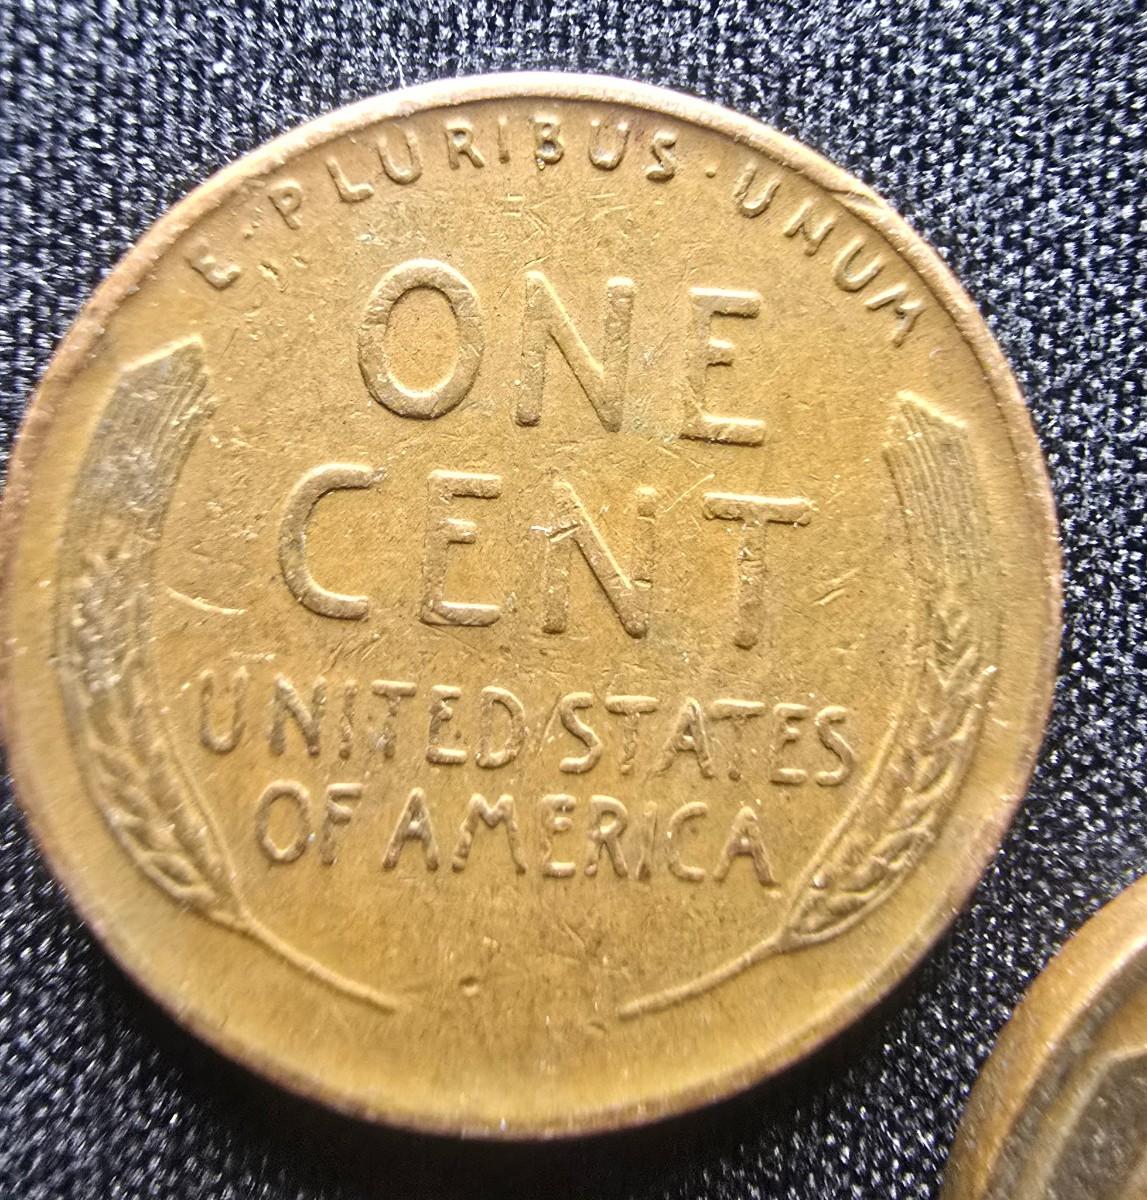 E · PLURIBUS · UNUM
ONE
CENT
UNITED STATES
OF AMERICA